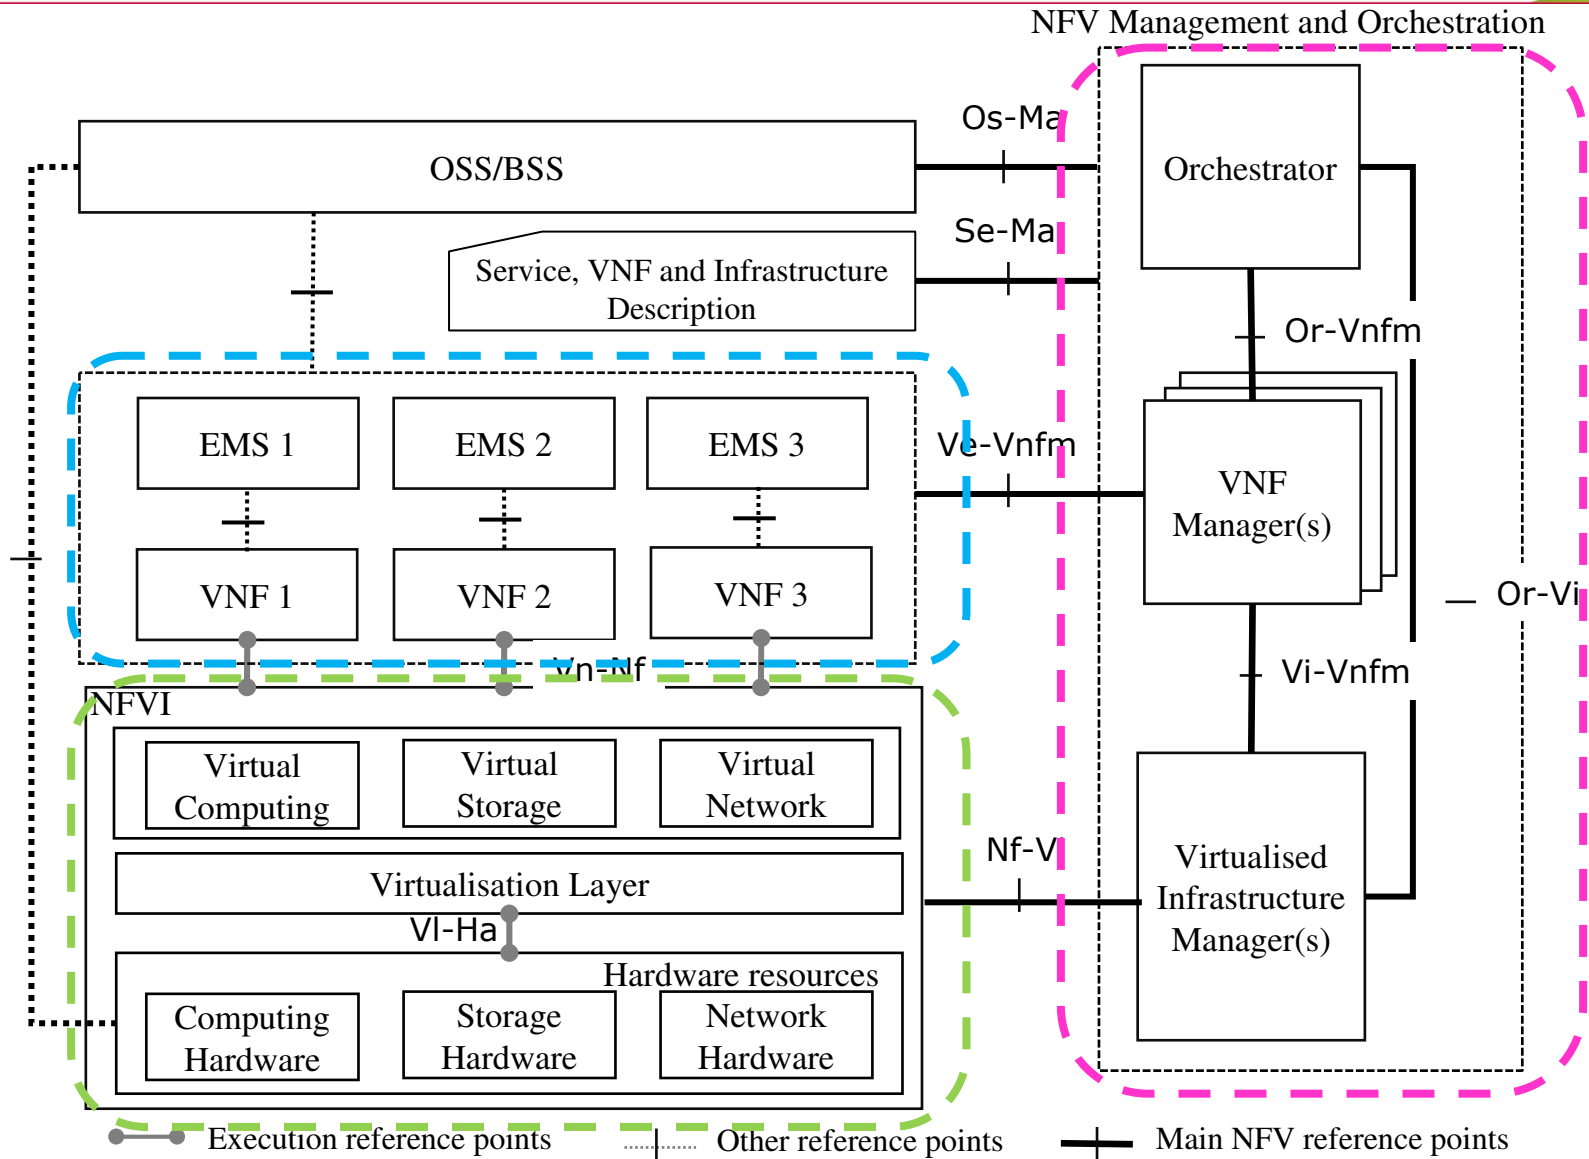 NFV Management and Orchestration
Os-Ma
OSS/BSS
Orchestrator
Se-Ma
Service, VNF and Infrastructure
Description
Or-Vnfm
EMS 1
EMS 2
EMS 3
Ve-Vnfm
VNF
Manager(s)
VNF 1
VNF 2
VNF 3
Or-Vi
Vn-Nf
Vi-Vnfm
NFVI
Virtual
Computing
Virtual
Storage
Virtual
Network
Nf-V
Virtualisation Layer
Virtualised
Infrastructure
Manager(s)
Vl-Ha
Hardware resources
Computing
Hardware
Storage
Hardware
Network
Hardware
Execution reference points
Other reference points
Main NFV reference points